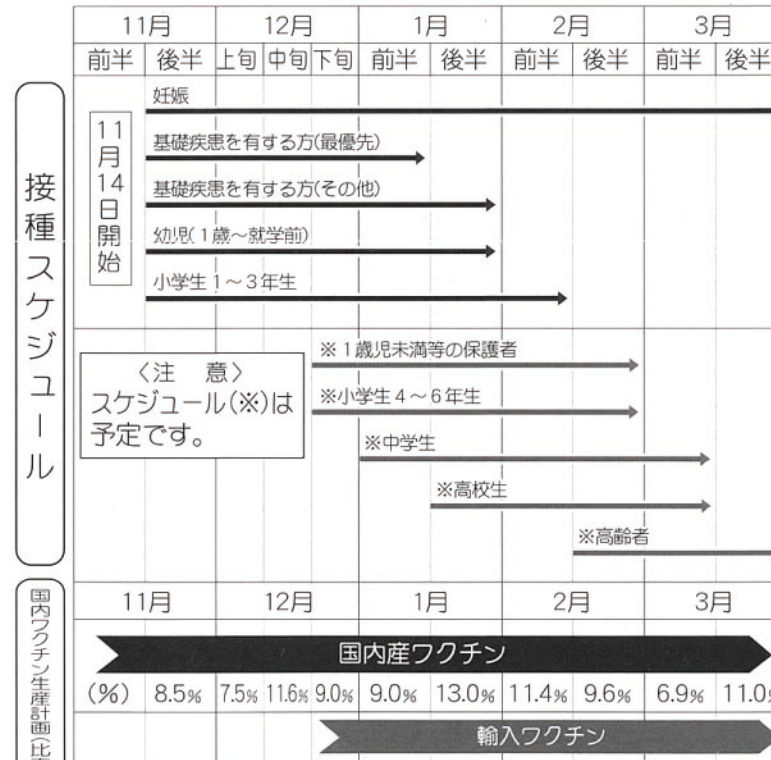 11月 12月 1月 2月 3月
前半 後半 上旬 中旬 下旬 前半 後半 前半 後半 前半 後半
接種スケジュール
11月14日開始
妊娠
基礎疾患を有する方(最優先)
基礎疾患を有する方(その他)
幼児(1歳～就学前)
小学生1～3年生
〈注 意〉
スケジュール(※)は
予定です。
※1歳児未満等の保護者
※小学生4～6年生
※中学生
※高校生
※高齢者
国内ワクチン生産計画(比
11月 12月 1月 2月 3月
国内産ワクチン
(%) 8.5% 7.5% 11.6% 9.0% 9.0% 13.0% 11.4% 9.6% 6.9% 11.0%
輸入ワクチン